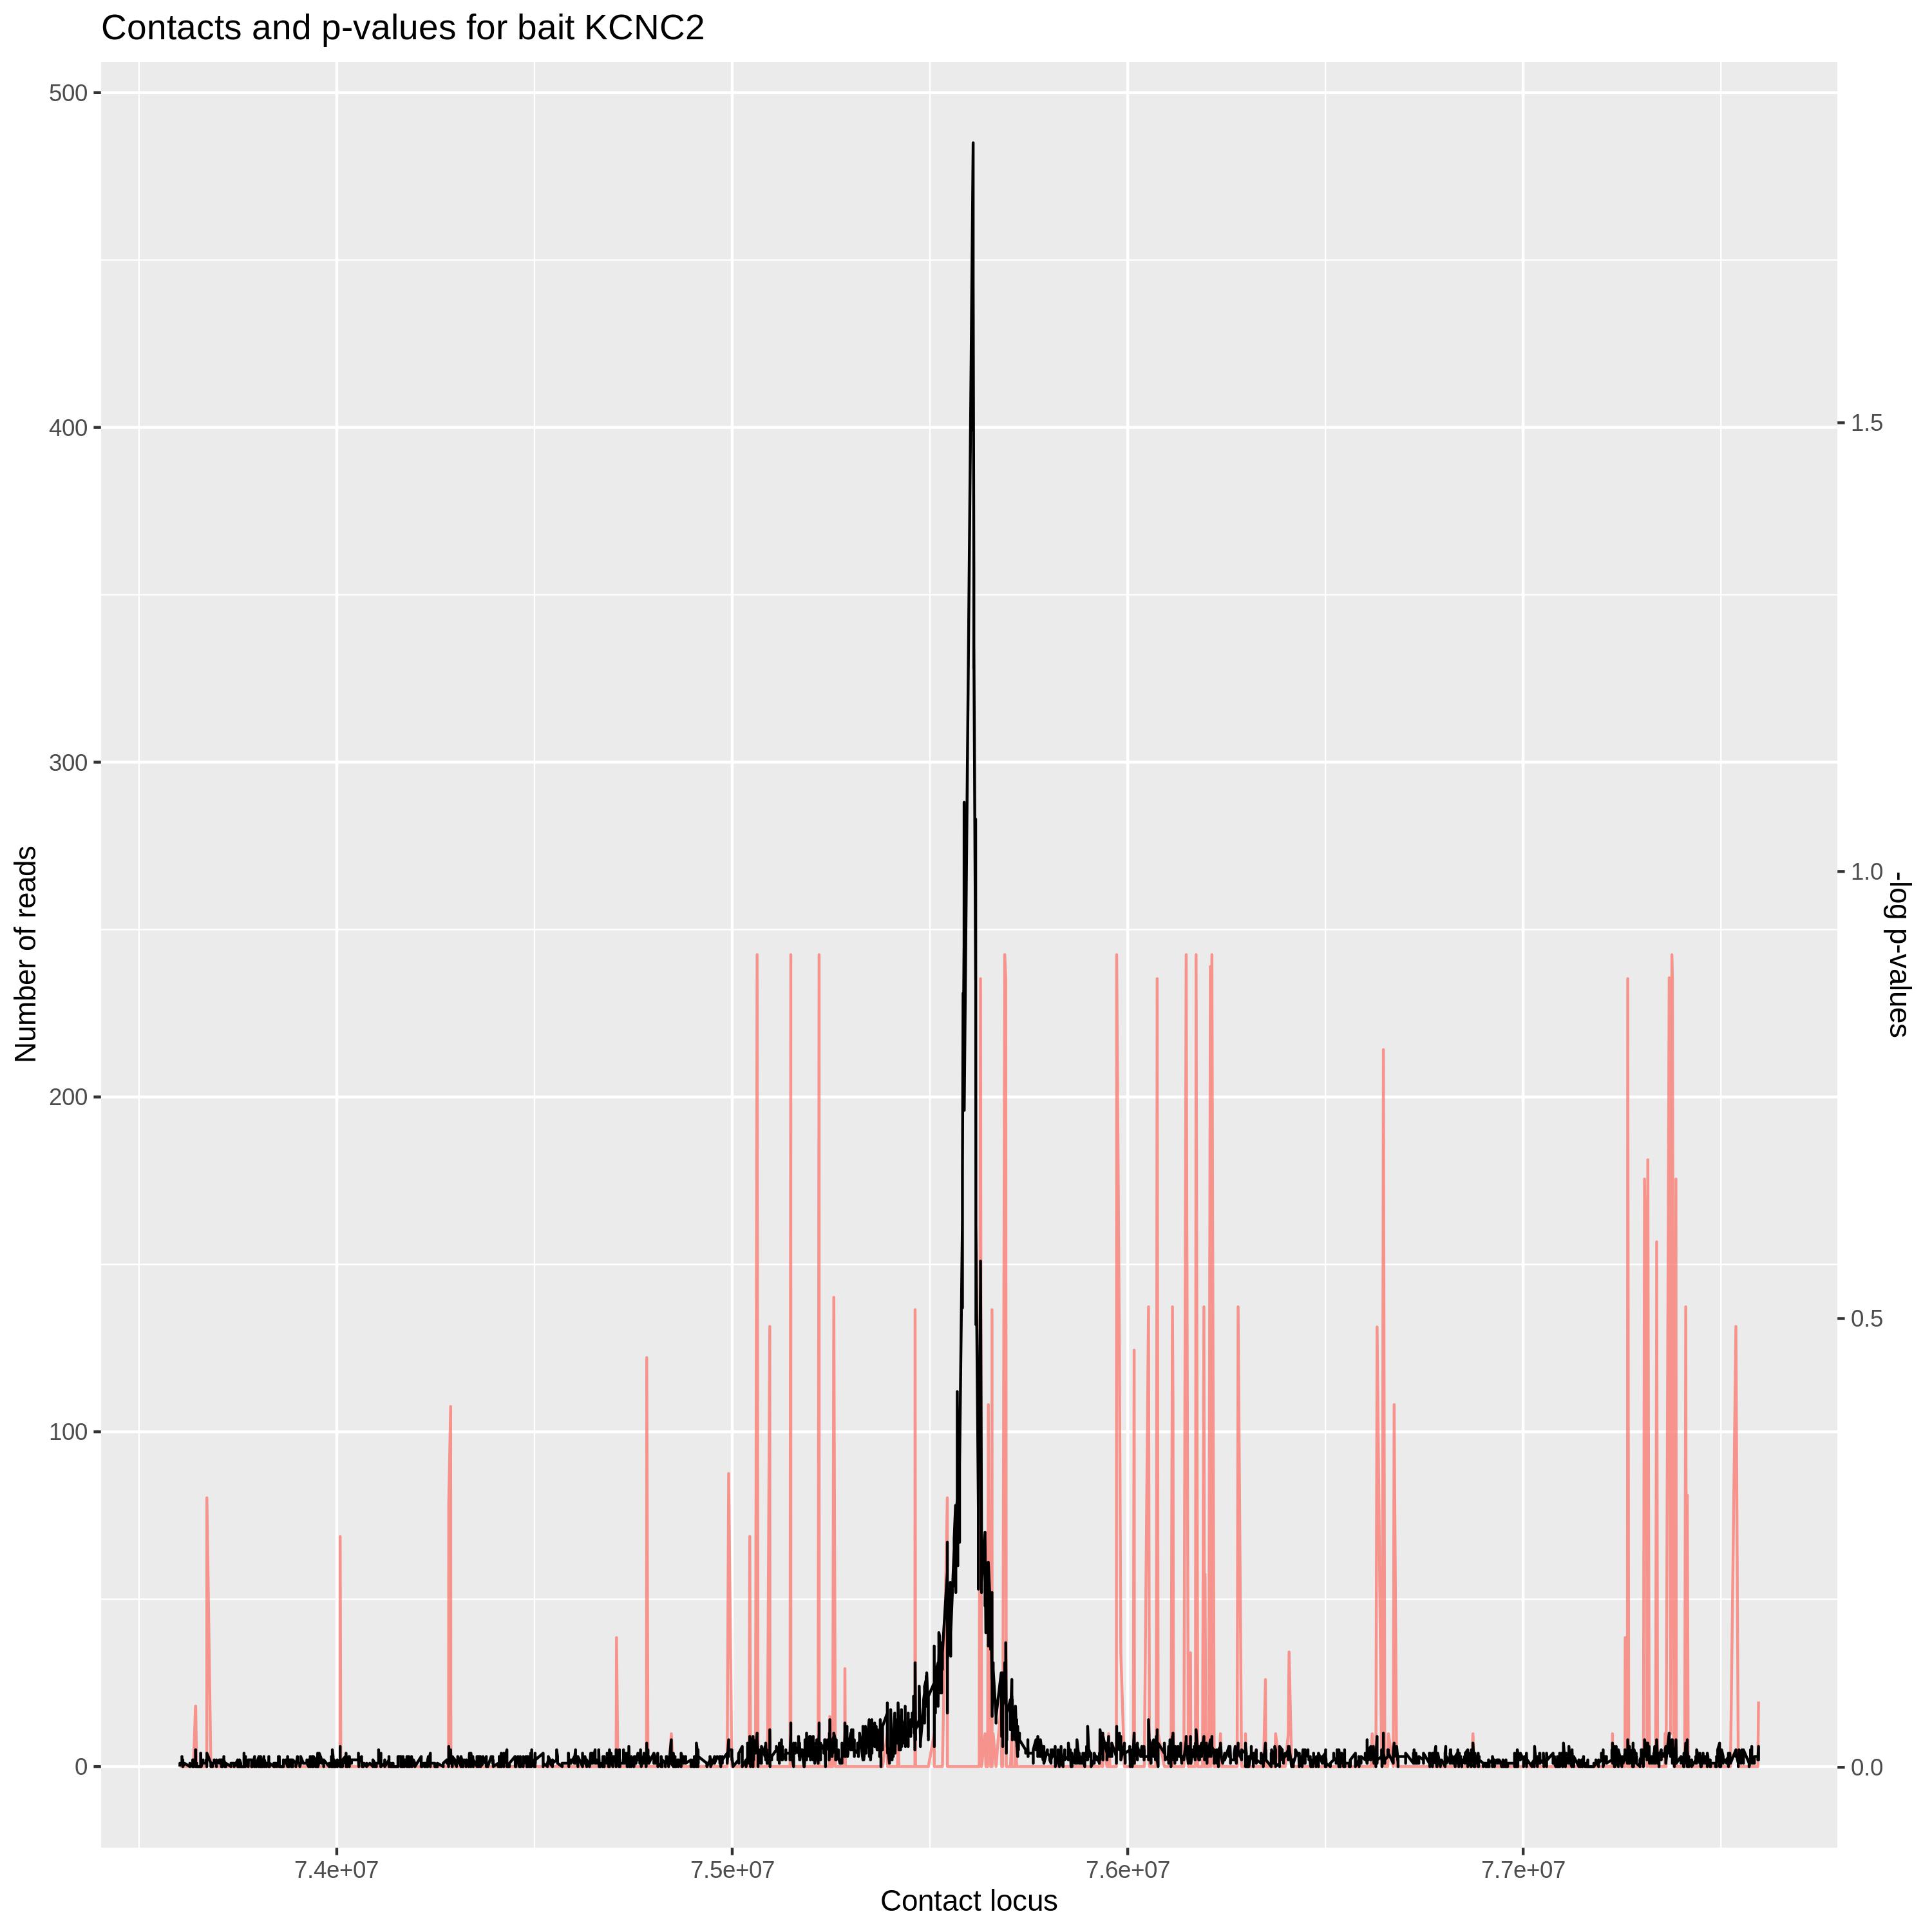 Contacts and p-values for bait KCNC2
500
400
300
200
100
0
Number of reads
1.5
1.0
0.5
0.0
-log p-values
7.4e+07 7.5e+07 7.6e+07 7.7e+07
Contact locus